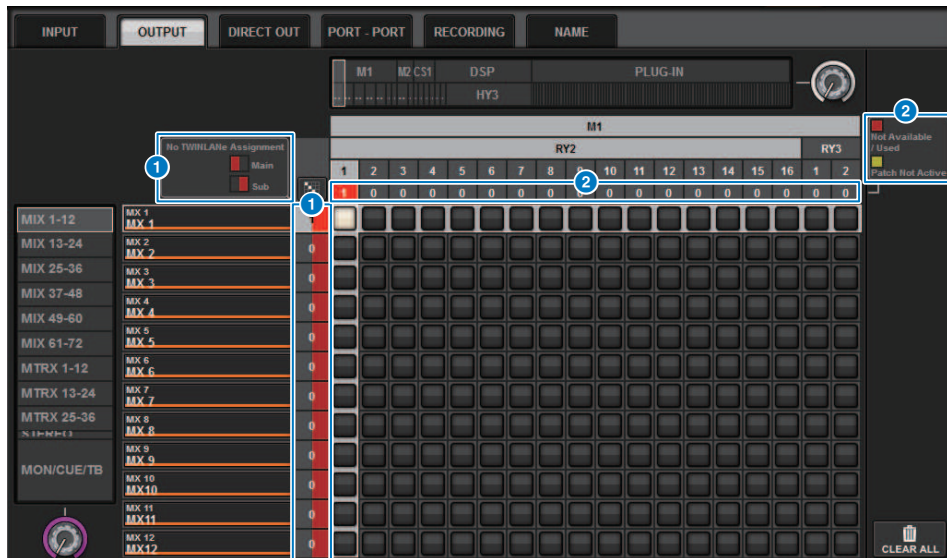 INPUT OUTPUT DIRECT OUT PORT - PORT RECORDING NAME
M1 M2 CS1 DSP PLUG-IN
HY3
2
M1
Not Available
/ Used
Patch Not Active
1
No TWINLANe Assignment
Main
Sub
RY2 RY3
1 2 3 4 5 6 7 8 9 10 11 12 13 14 15 16 1 2
2
1 0 0 0 0 0 0 0 0 0 0 0 0 0 0 0 0 0
1
MIX 1-12
MIX 13-24
MIX 25-36
MIX 37-48
MIX 49-60
MIX 61-72
MTRX 1-12
MTRX 13-24
MTRX 25-36
STEREO
MON/CUE/TB
MX 1
MX 1 1
MX 2
MX 2 0
MX 3
MX 3 0
MX 4
MX 4 0
MX 5
MX 5 0
MX 6
MX 6 0
MX 7
MX 7 0
MX 8
MX 8 0
MX 9
MX 9 0
MX 10
MX10 0
MX 11
MX11 0
MX 12
MX12 0
CLEAR ALL